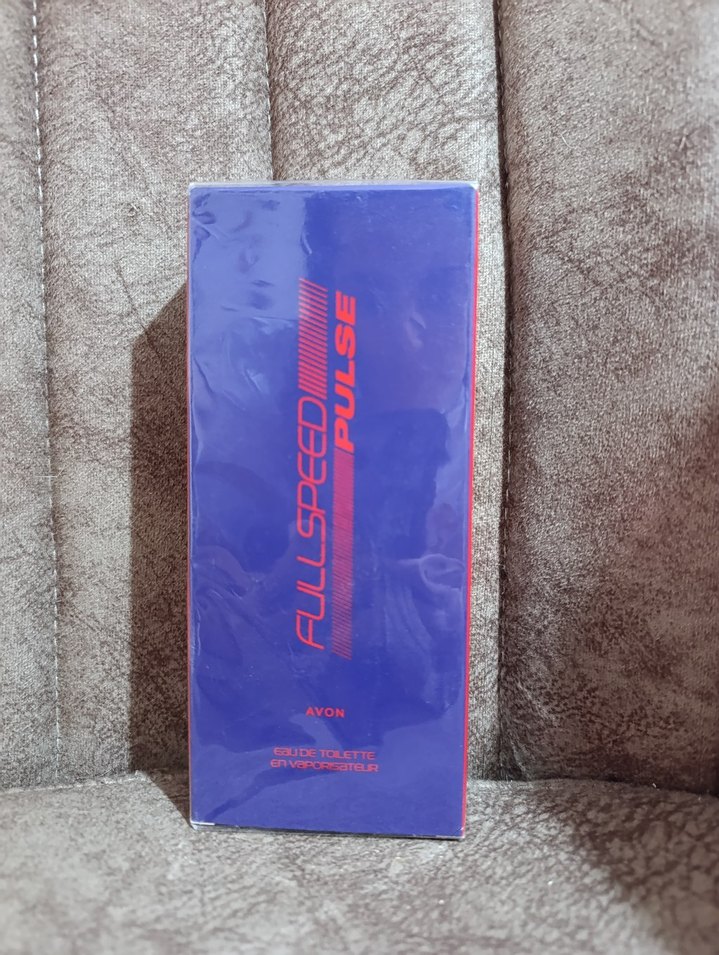 FULLSPEED
PULSE
AVON
EAU DE TOILETTE
EN VAPORISATEUR